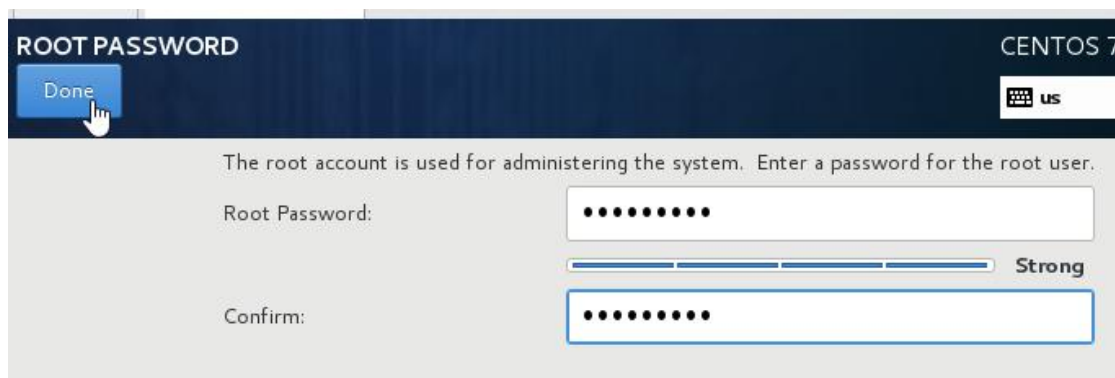 ROOT PASSWORD
CENTOS 7
Done
us
The root account is used for administering the system. Enter a password for the root user.
Root Password:
•••••••••
Strong
Confirm:
•••••••••